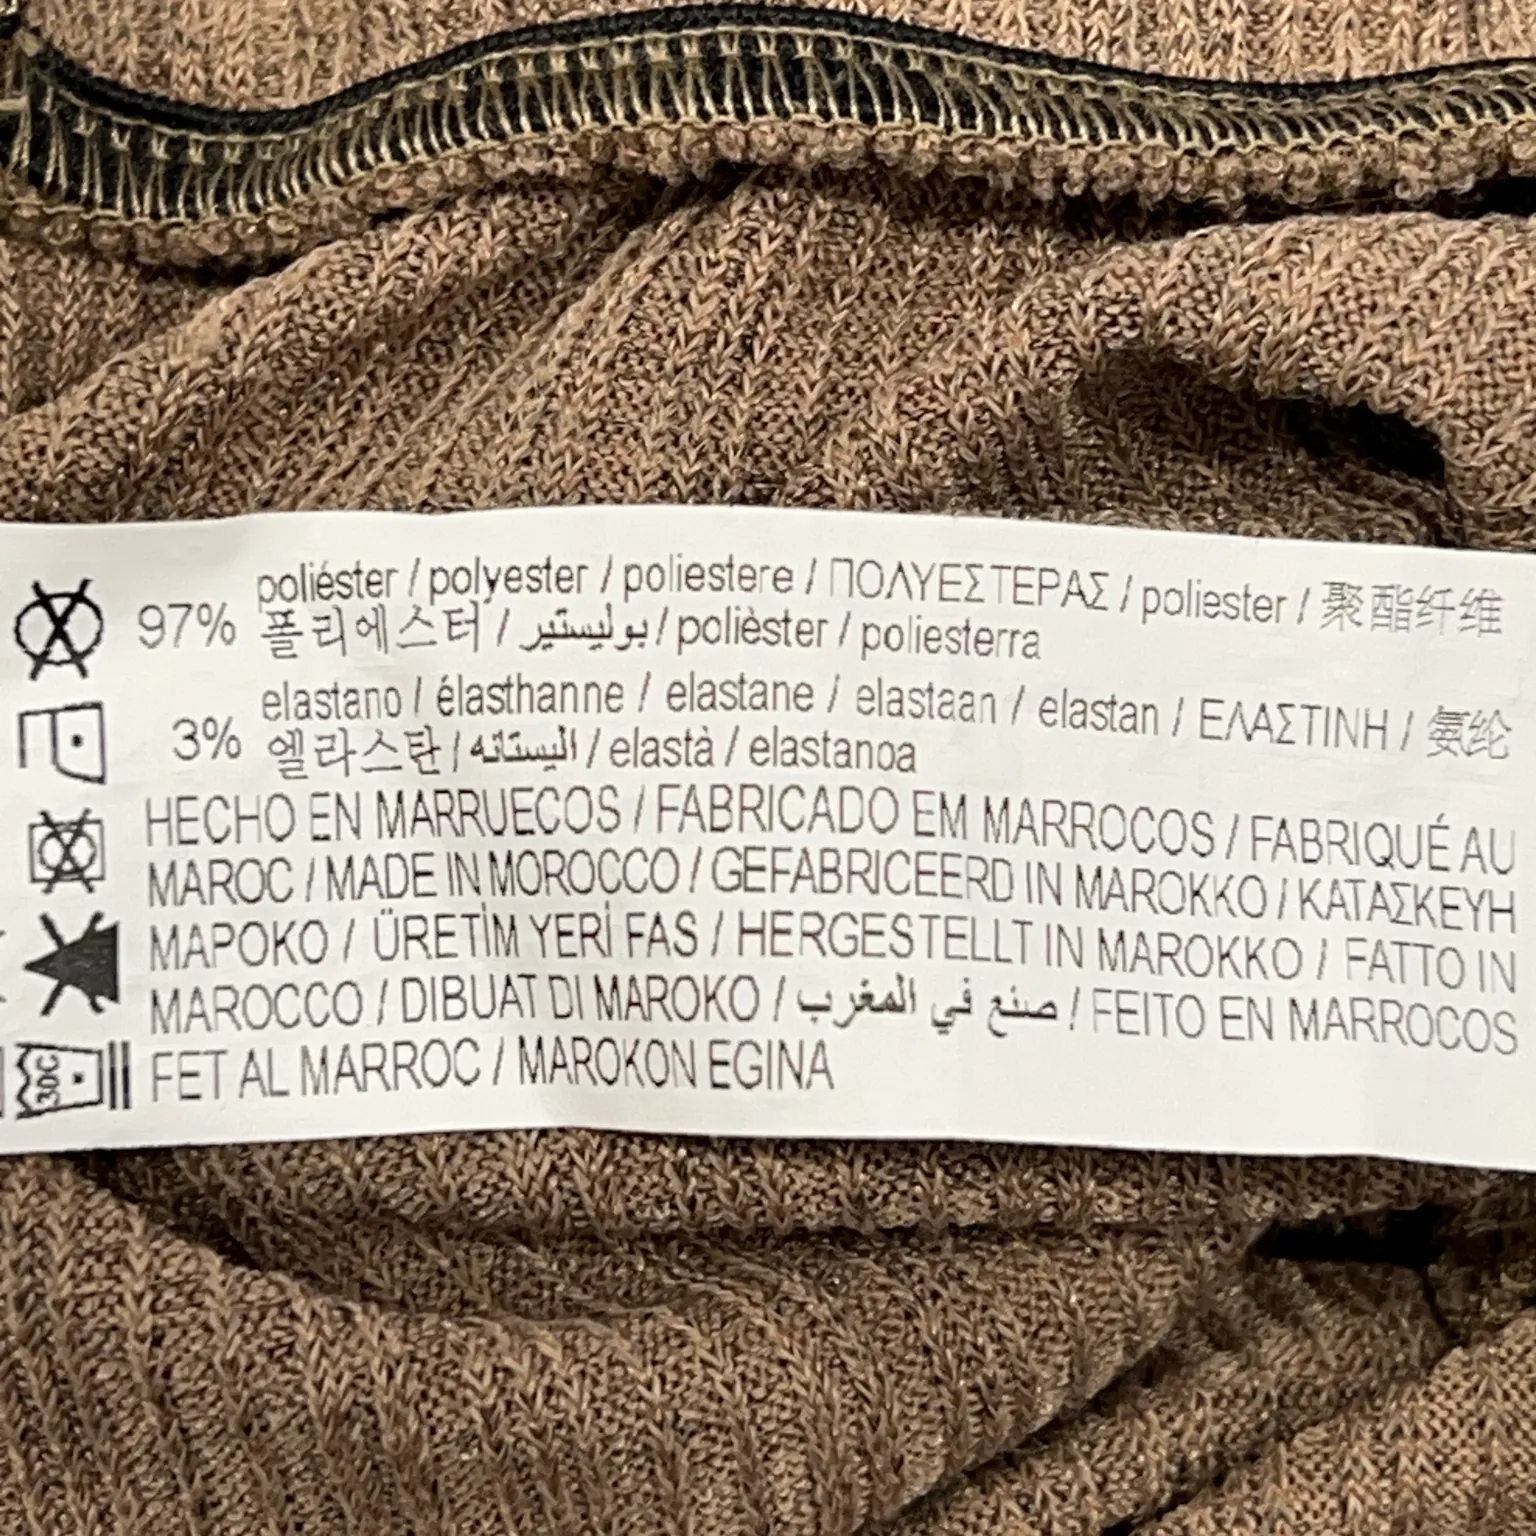 97% poliéster / polyester / poliestere / ΠΟΛΥΕΣΤΕΡΑΣ / poliester / 聚酯纤维
폴리에스터 / بوليستير / polièster / poliesterra
3% elastano / élasthanne / elastane / elastaan / elastan / ΕΛΑΣΤΙΝΗ / 氨纶
엘라스탄 / اليستانه / elastà / elastanoa
HECHO EN MARRUECOS / FABRICADO EM MARROCOS / FABRIQUÉ AU
MAROC / MADE IN MOROCCO / GEFABRICEERD IN MAROKKO / ΚΑΤΑΣΚΕΥΗ
ΜΑΡΟΚΟ / ÜRETİM YERİ FAS / HERGESTELLT IN MAROKKO / FATTO IN
MAROCCO / DIBUAT DI MAROKO / صنع في المغرب / FEITO EN MARROCOS
FET AL MARROC / MAROKON EGINA
30C